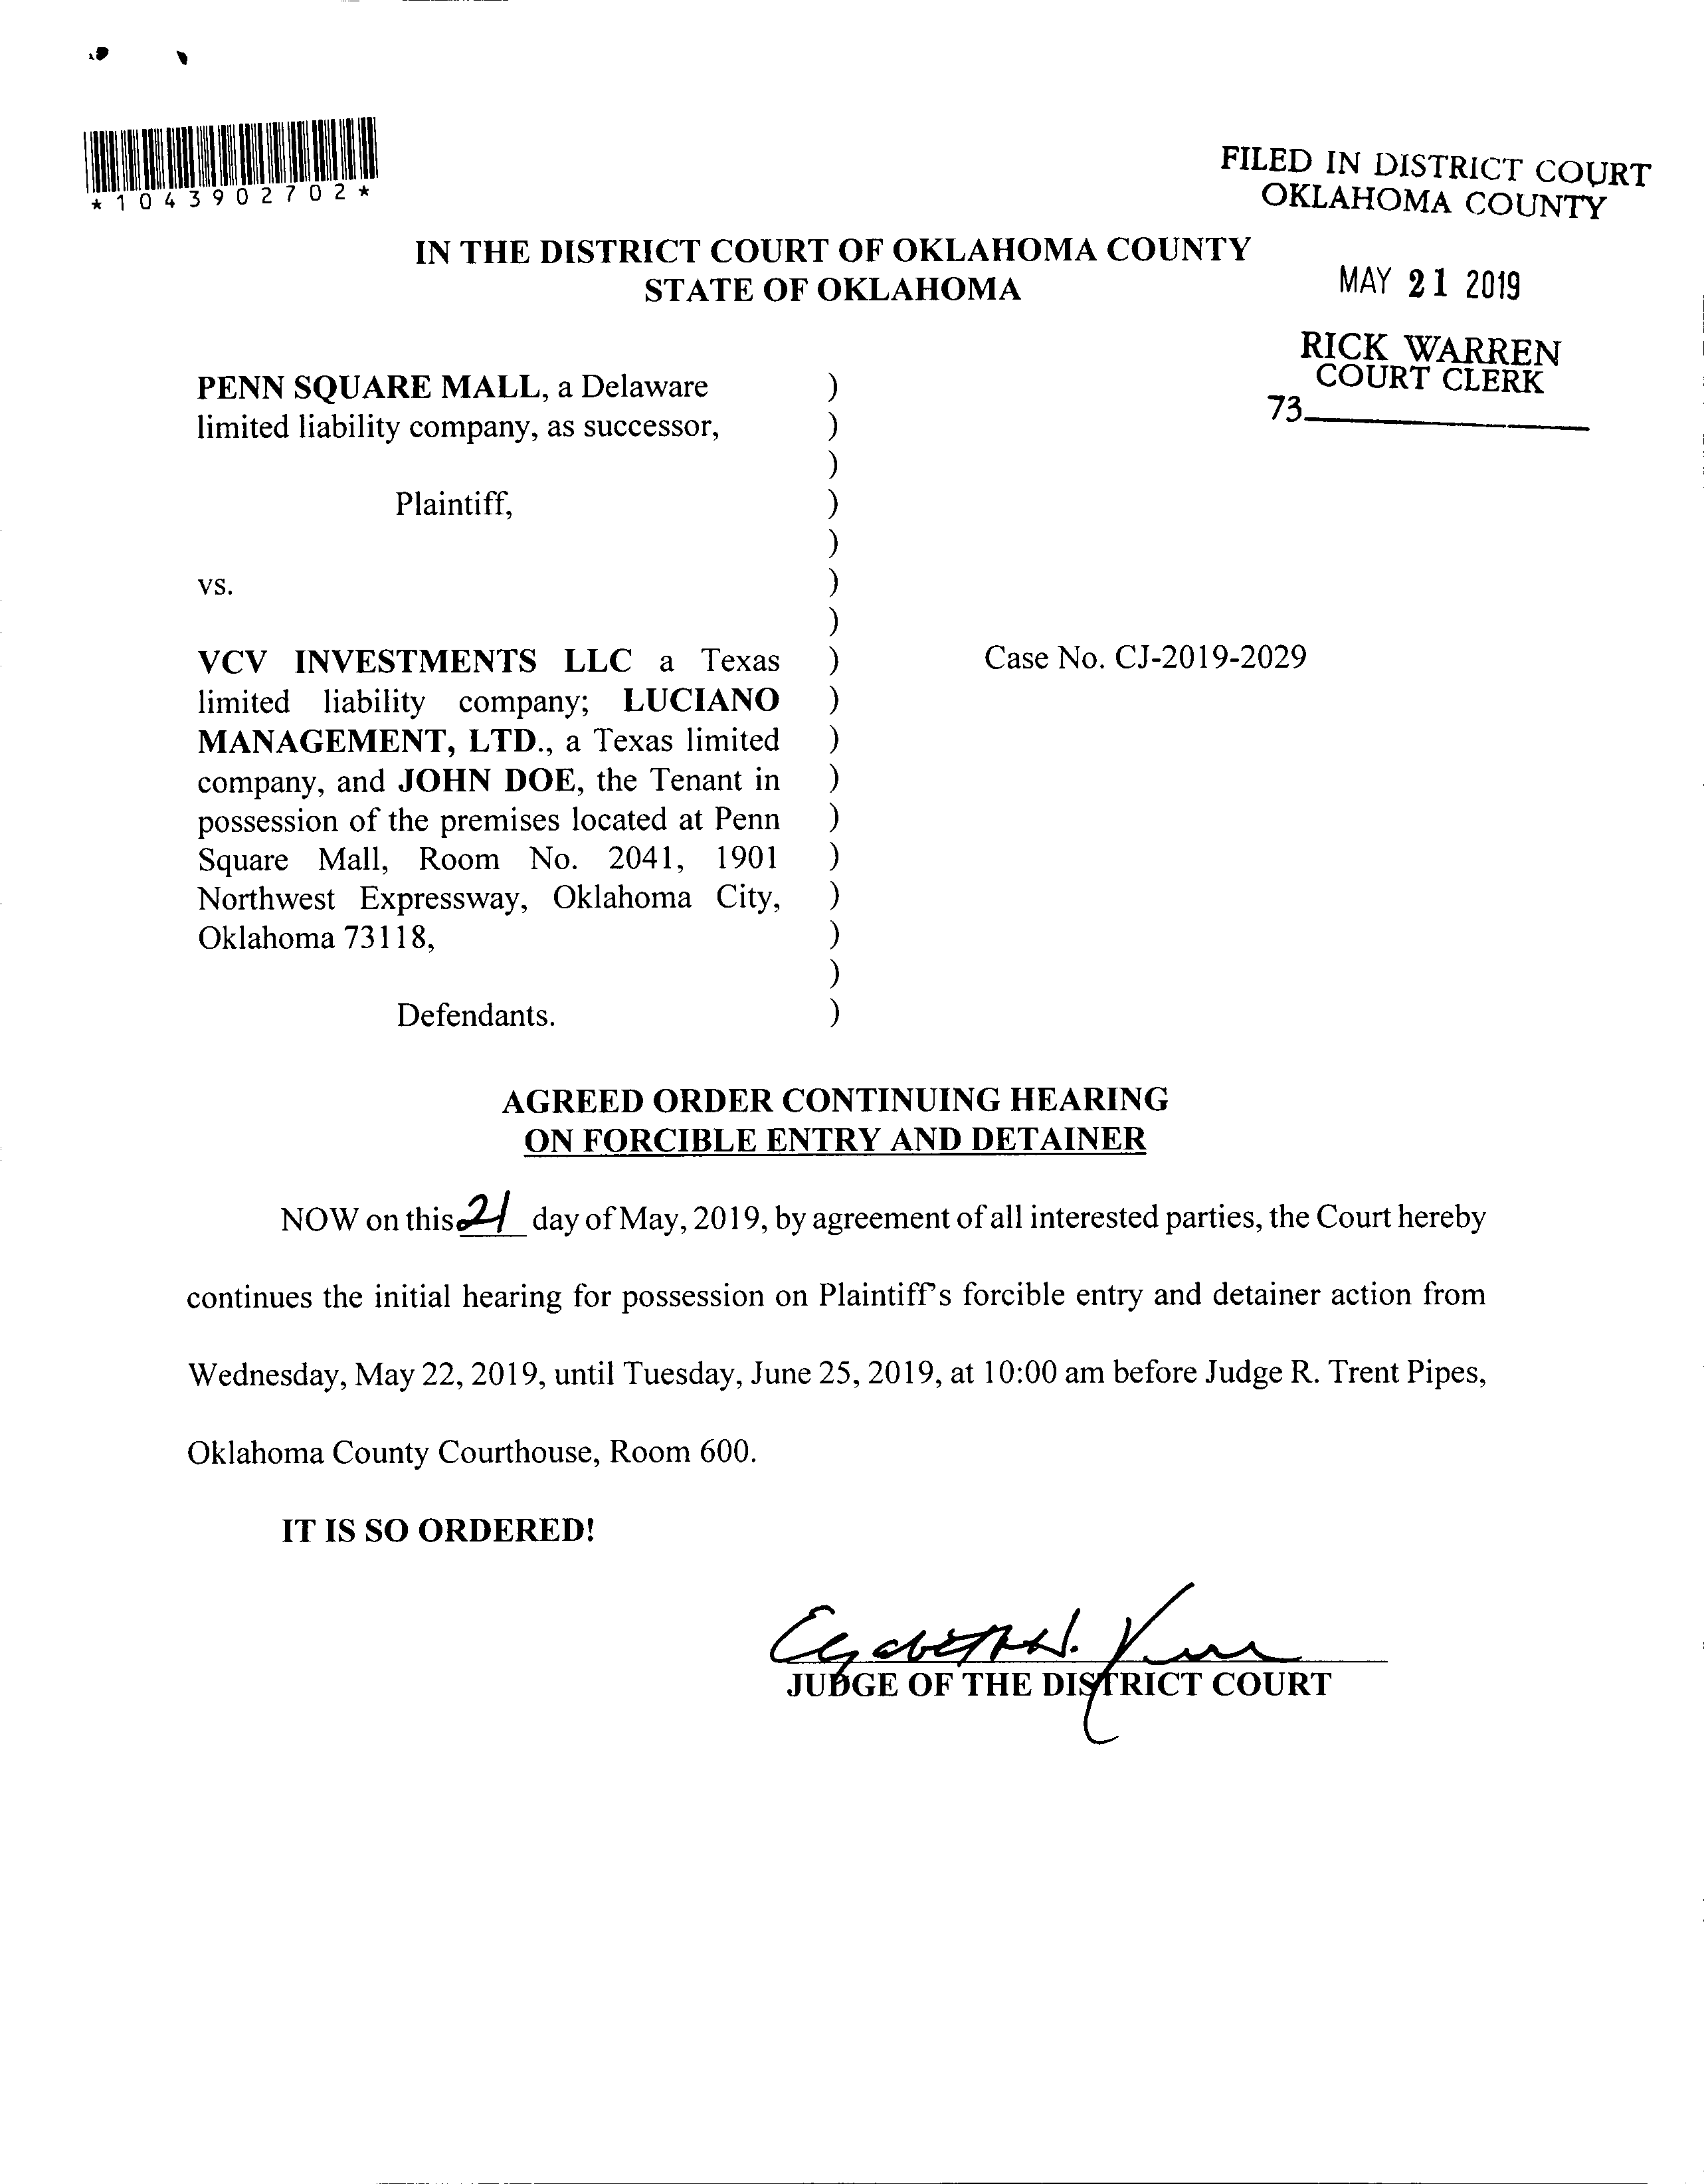 *1043902702*
FILED IN DISTRICT COURT
OKLAHOMA COUNTY
MAY 21 2019
RICK WARREN
COURT CLERK
73
IN THE DISTRICT COURT OF OKLAHOMA COUNTY
STATE OF OKLAHOMA
PENN SQUARE MALL, a Delaware )
limited liability company, as successor, )
)
Plaintiff, )
)
vs. )
)
VCV INVESTMENTS LLC a Texas ) Case No. CJ-2019-2029
limited liability company; LUCIANO )
MANAGEMENT, LTD., a Texas limited )
company, and JOHN DOE, the Tenant in )
possession of the premises located at Penn )
Square Mall, Room No. 2041, 1901 )
Northwest Expressway, Oklahoma City, )
Oklahoma 73118, )
)
Defendants. )
AGREED ORDER CONTINUING HEARING
ON FORCIBLE ENTRY AND DETAINER
NOW on this 21 day of May, 2019, by agreement of all interested parties, the Court hereby
continues the initial hearing for possession on Plaintiff's forcible entry and detainer action from
Wednesday, May 22, 2019, until Tuesday, June 25, 2019, at 10:00 am before Judge R. Trent Pipes,
Oklahoma County Courthouse, Room 600.
IT IS SO ORDERED!
JUDGE OF THE DISTRICT COURT